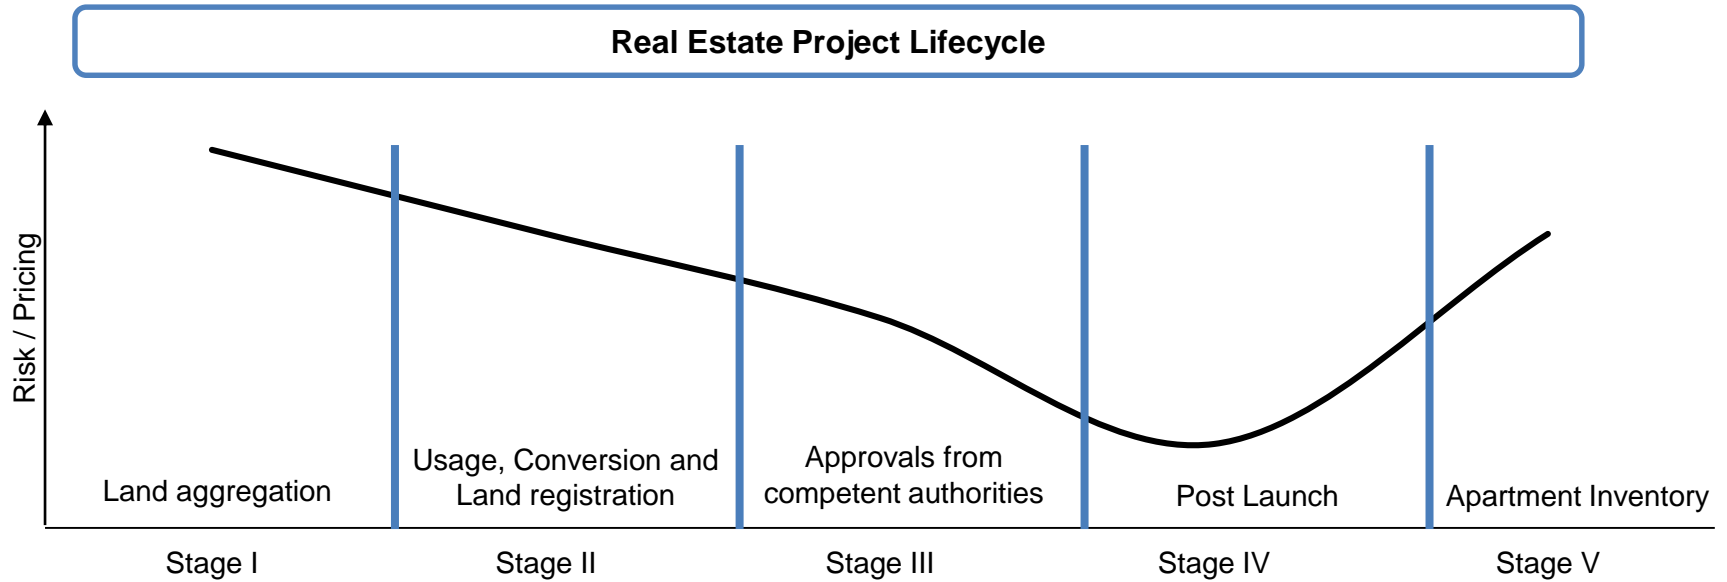 Real Estate Project Lifecycle
Risk / Pricing
Land aggregation
Usage, Conversion and
Land registration
Approvals from
competent authorities
Post Launch
Apartment Inventory
Stage I
Stage II
Stage III
Stage IV
Stage V